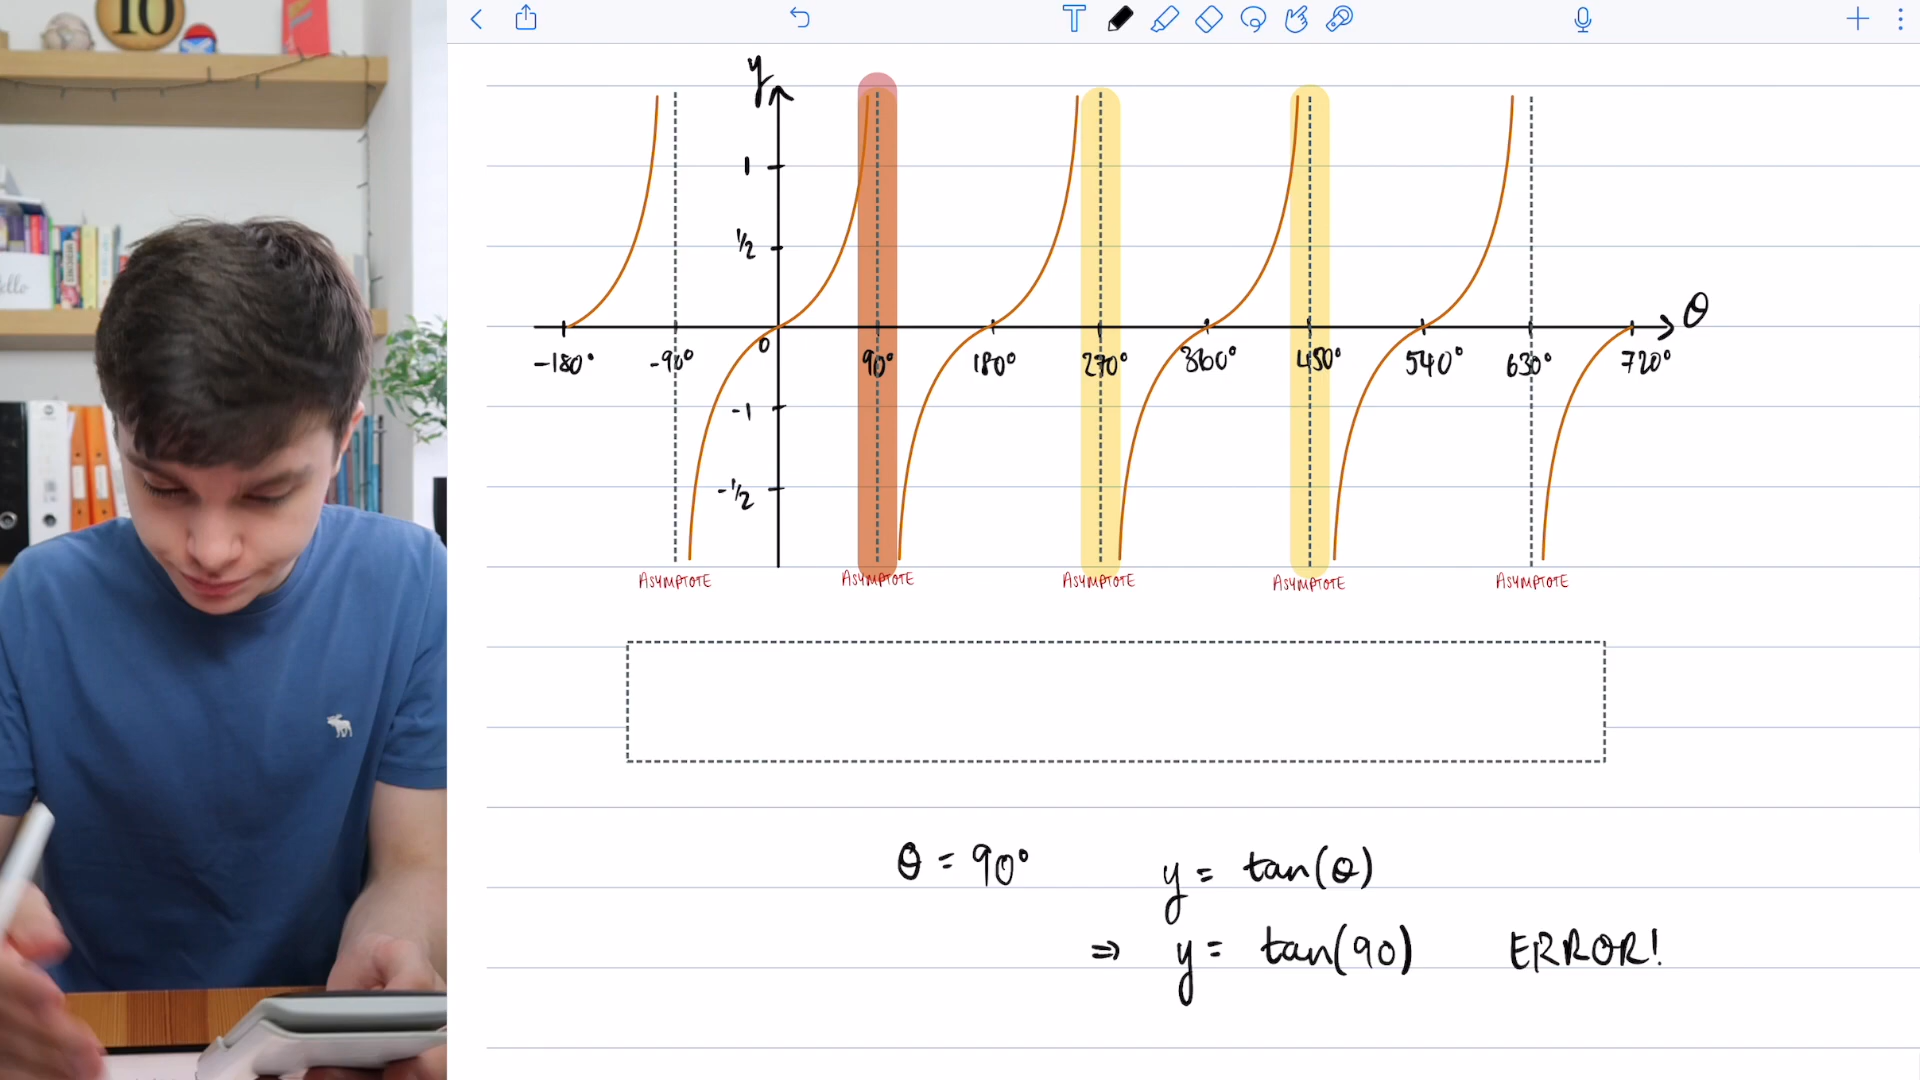 10
y
1
½
θ
0
-180° -90° 90° 180° 270° 360° 450° 540° 630° 720°
-1
-½
ASYMPTOTE ASYMPTOTE ASYMPTOTE ASYMPTOTE ASYMPTOTE
θ = 90° y = tan(θ)
⇒ y = tan(90) ERROR!